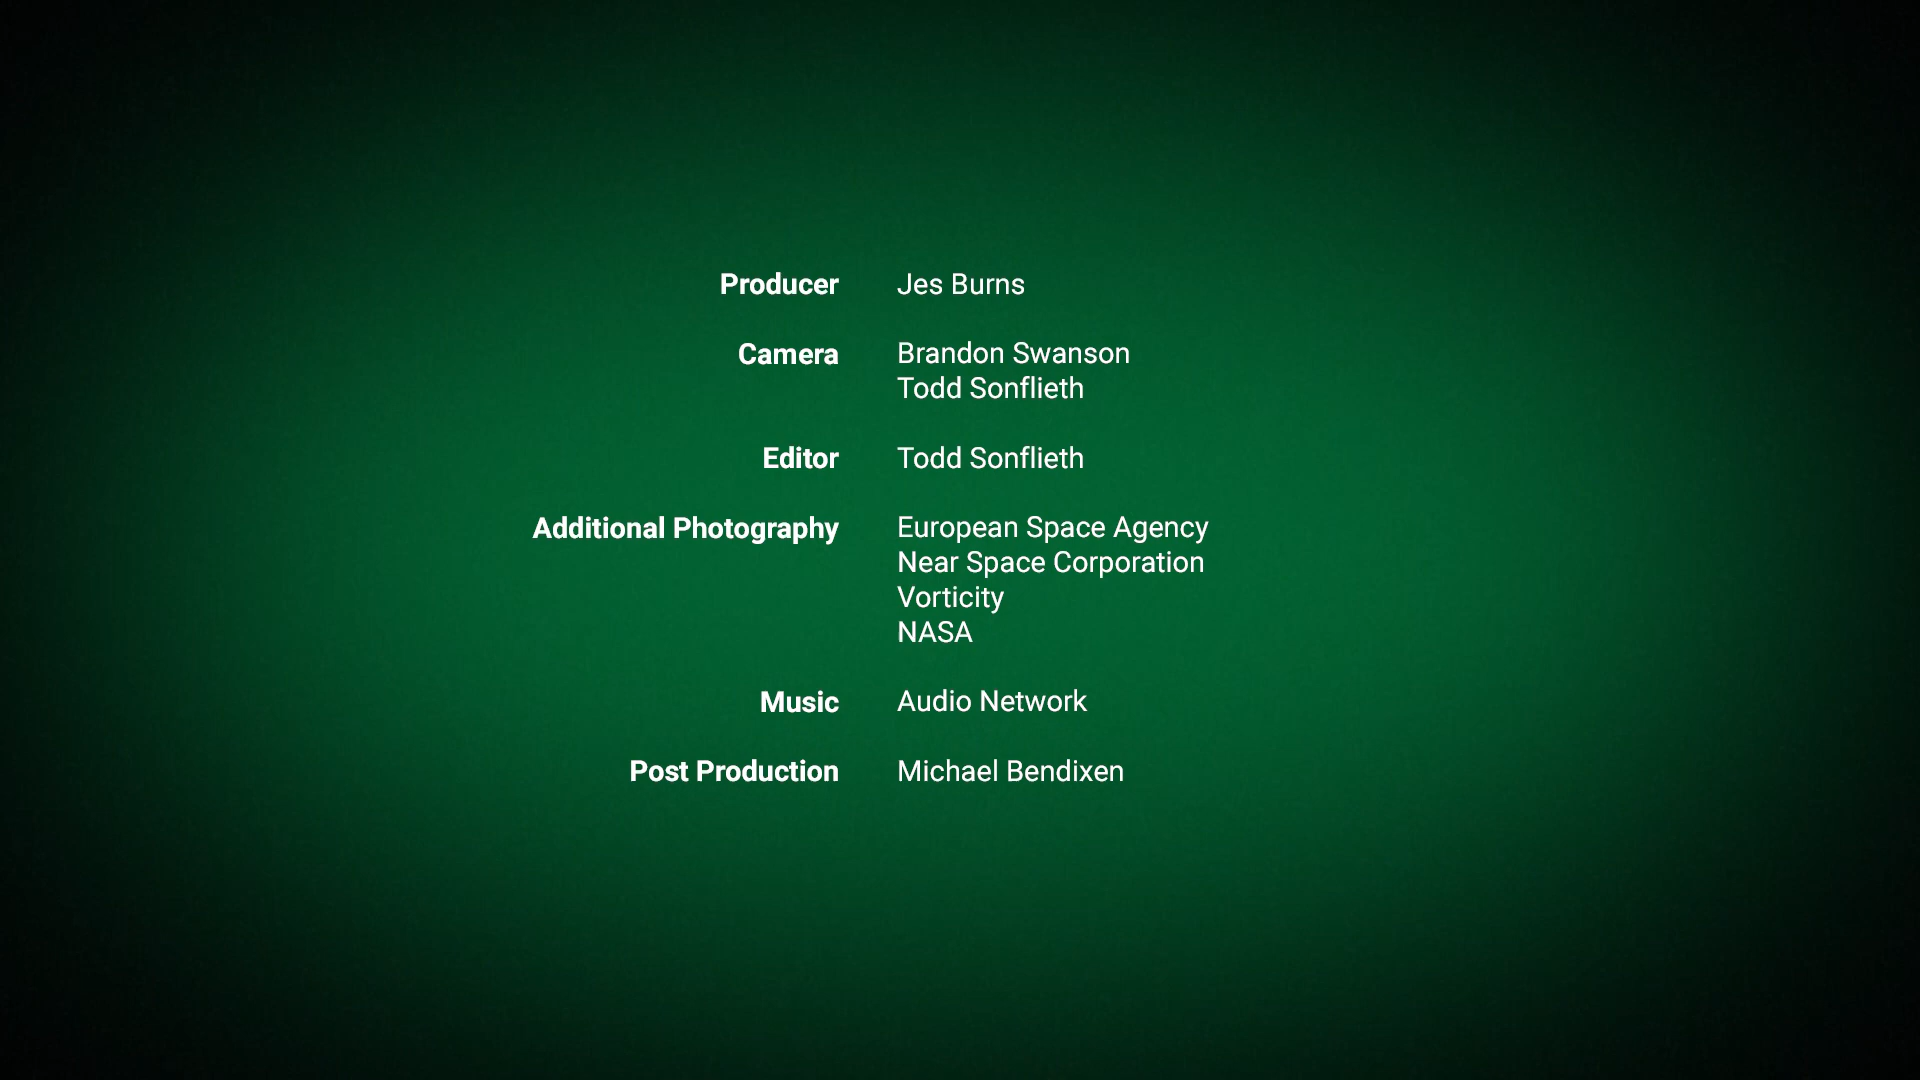 Producer Jes Burns
Camera Brandon Swanson
Todd Sonflieth
Editor Todd Sonflieth
Additional Photography European Space Agency
Near Space Corporation
Vorticity
NASA
Music Audio Network
Post Production Michael Bendixen